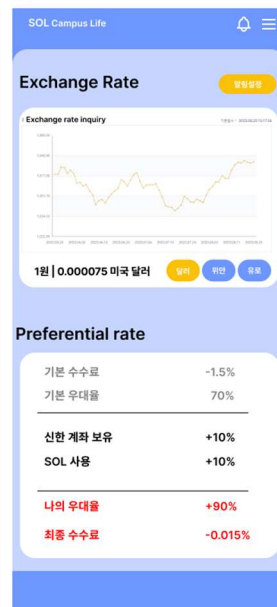 SOL Campus Life
Exchange Rate
알림설정
Exchange rate inquiry
1원 | 0.000075 미국 달러
달러
위안
유로
Preferential rate
기본 수수료 -1.5%
기본 우대율 70%
신한 계좌 보유 +10%
SOL 사용 +10%
나의 우대율 +90%
최종 수수료 -0.015%